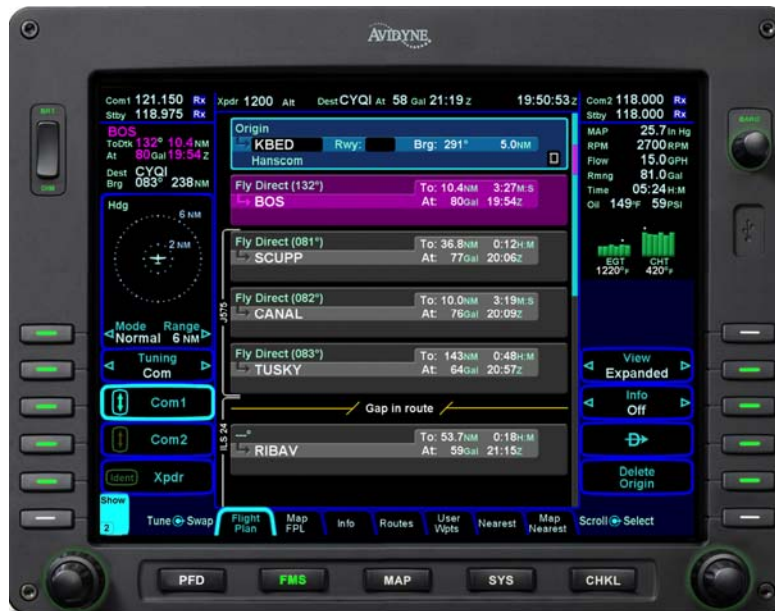 AVIDYNE
BRT
DIM
BARO
Com1 121.150 Rx
Stby 118.975 Rx
Xpdr 1200 Alt Dest CYQI At 58 Gal 21:19 z 19:50:53 z
Com2 118.000 Rx
Stby 118.000 Rx
BOS
ToDtk 132° 10.4NM
At 80Gal 19:54 z
Dest CYQI
Brg 083° 238NM
Hdg
6 NM
2 NM
Mode Range
Normal 6 NM
Tuning
Com
Com1
Com2
Ident Xpdr
Show
2
Tune Swap
Origin
KBED Rwy: Brg: 291° 5.0NM
Hanscom
Fly Direct (132°) To: 10.4NM 3:27M:S
BOS At: 80Gal 19:54z
J575
Fly Direct (081°) To: 36.8NM 0:12H:M
SCUPP At: 77Gal 20:06z
Fly Direct (082°) To: 10.0NM 3:19M:S
CANAL At: 76Gal 20:09z
Fly Direct (083°) To: 143NM 0:48H:M
TUSKY At: 64Gal 20:57z
Gap in route
ILS 24
---° To: 53.7NM 0:18H:M
RIBAV At: 59Gal 21:15z
MAP 25.7 In Hg
RPM 2700 RPM
Flow 15.0 GPH
Rmng 81.0 Gal
Time 05:24 H:M
Oil 149°F 59PSI
EGT CHT
1220°F 420°F
View
Expanded
Info
Off
D
Delete
Origin
Scroll Select
Flight Plan
Map FPL
Info
Routes
User Wpts
Nearest
Map Nearest
PFD
FMS
MAP
SYS
CHKL